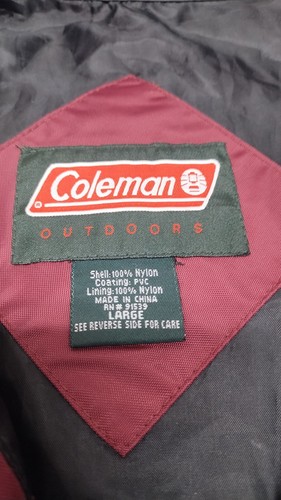 Coleman
OUTDOORS
Shell: 100% Nylon
Coating: PVC
Lining: 100% Nylon
MADE IN CHINA
RN# 91539
LARGE
SEE REVERSE SIDE FOR CARE